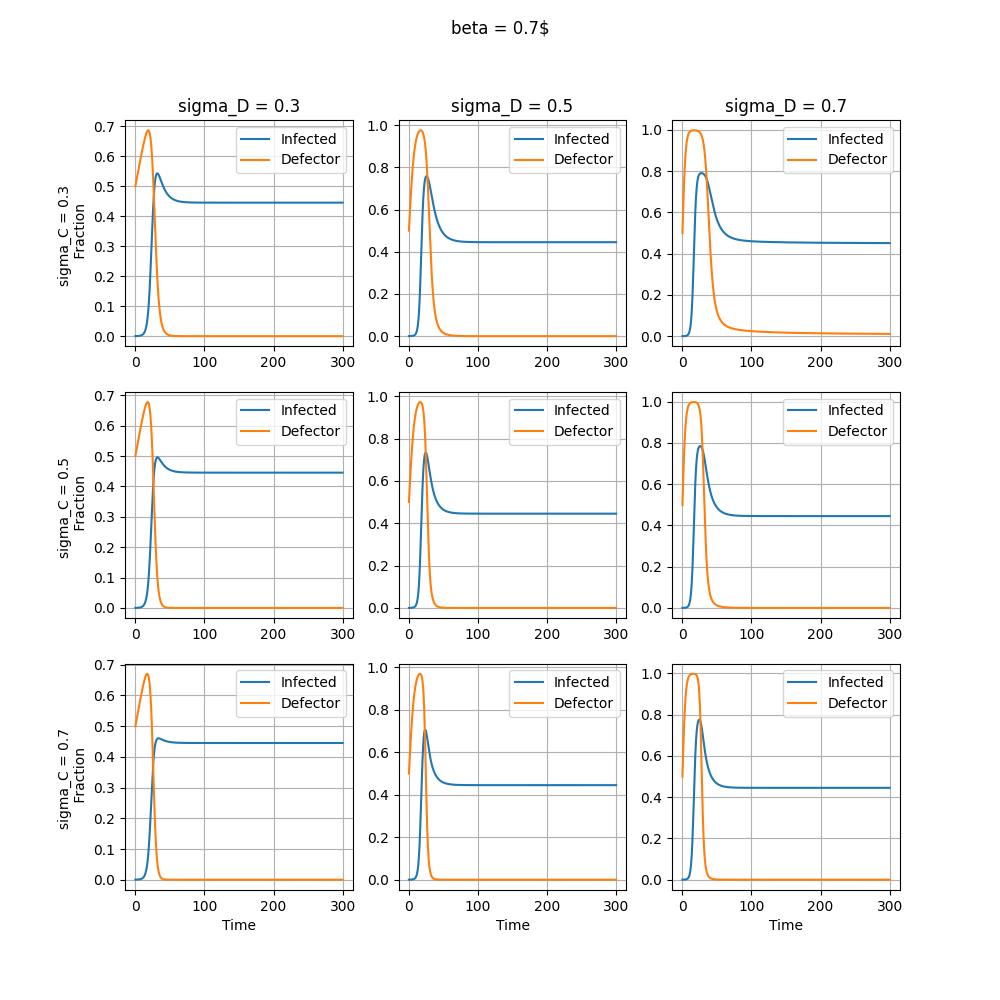 beta = 0.7$
sigma_D = 0.3
sigma_D = 0.5
sigma_D = 0.7
sigma_C = 0.3
Fraction
0.7
0.6
0.5
0.4
0.3
0.2
0.1
0.0
0 100 200 300
Infected
Defector
1.0
0.8
0.6
0.4
0.2
0.0
0 100 200 300
Infected
Defector
1.0
0.8
0.6
0.4
0.2
0.0
0 100 200 300
Infected
Defector
sigma_C = 0.5
Fraction
0.7
0.6
0.5
0.4
0.3
0.2
0.1
0.0
0 100 200 300
Infected
Defector
1.0
0.8
0.6
0.4
0.2
0.0
0 100 200 300
Infected
Defector
1.0
0.8
0.6
0.4
0.2
0.0
0 100 200 300
Infected
Defector
sigma_C = 0.7
Fraction
0.7
0.6
0.5
0.4
0.3
0.2
0.1
0.0
0 100 200 300
Time
Infected
Defector
1.0
0.8
0.6
0.4
0.2
0.0
0 100 200 300
Time
Infected
Defector
1.0
0.8
0.6
0.4
0.2
0.0
0 100 200 300
Time
Infected
Defector